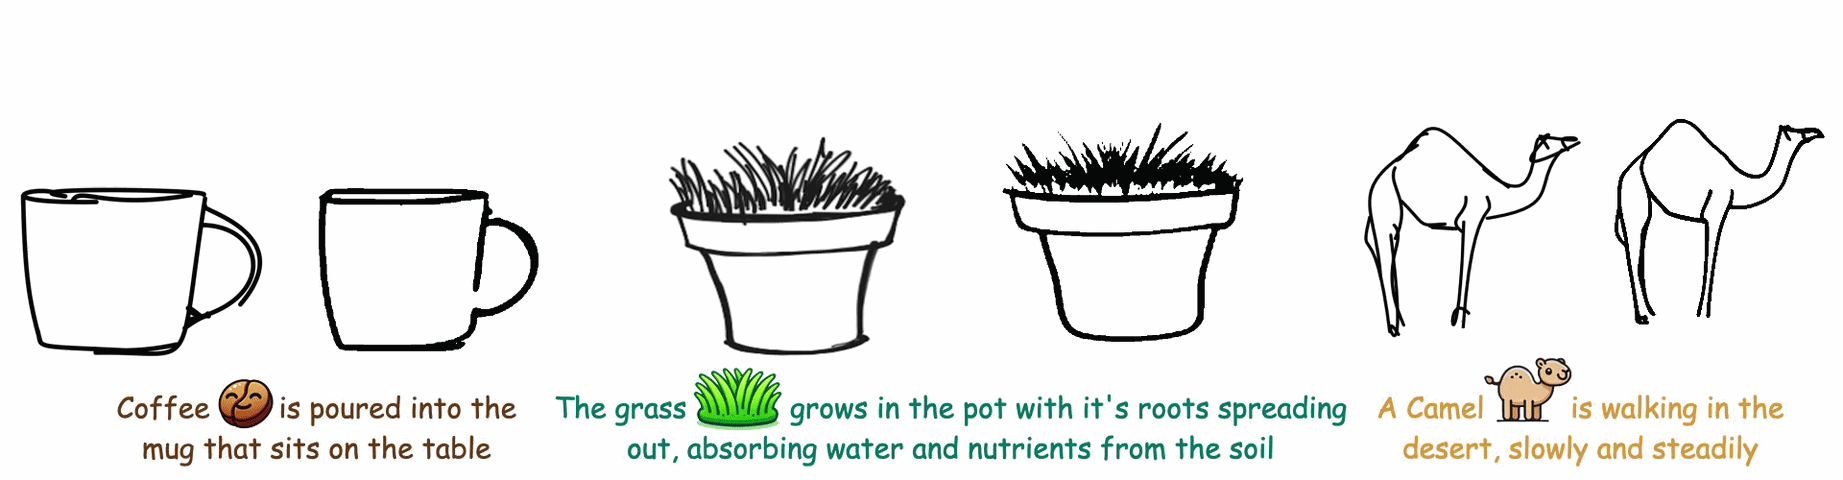 Coffee is poured into the
mug that sits on the table
The grass grows in the pot with it's roots spreading
out, absorbing water and nutrients from the soil
A Camel is walking in the
desert, slowly and steadily